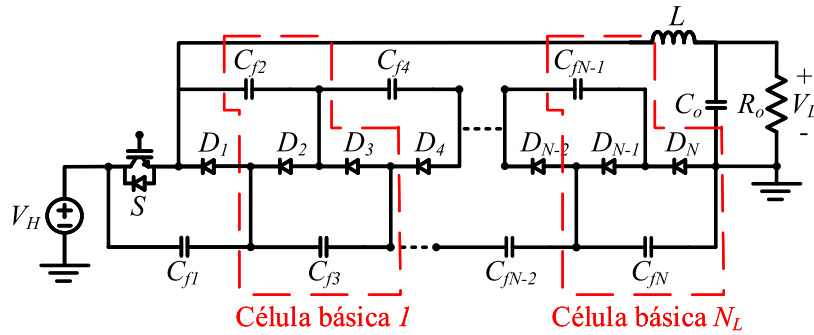 L
C_f2
C_f4
C_fN-1
C_o
R_o
+
V_L
-
D_1
D_2
D_3
D_4
D_N-2
D_N-1
D_N
S
V_H
C_f1
C_f3
C_fN-2
C_fN
Célula básica 1
Célula básica N_L